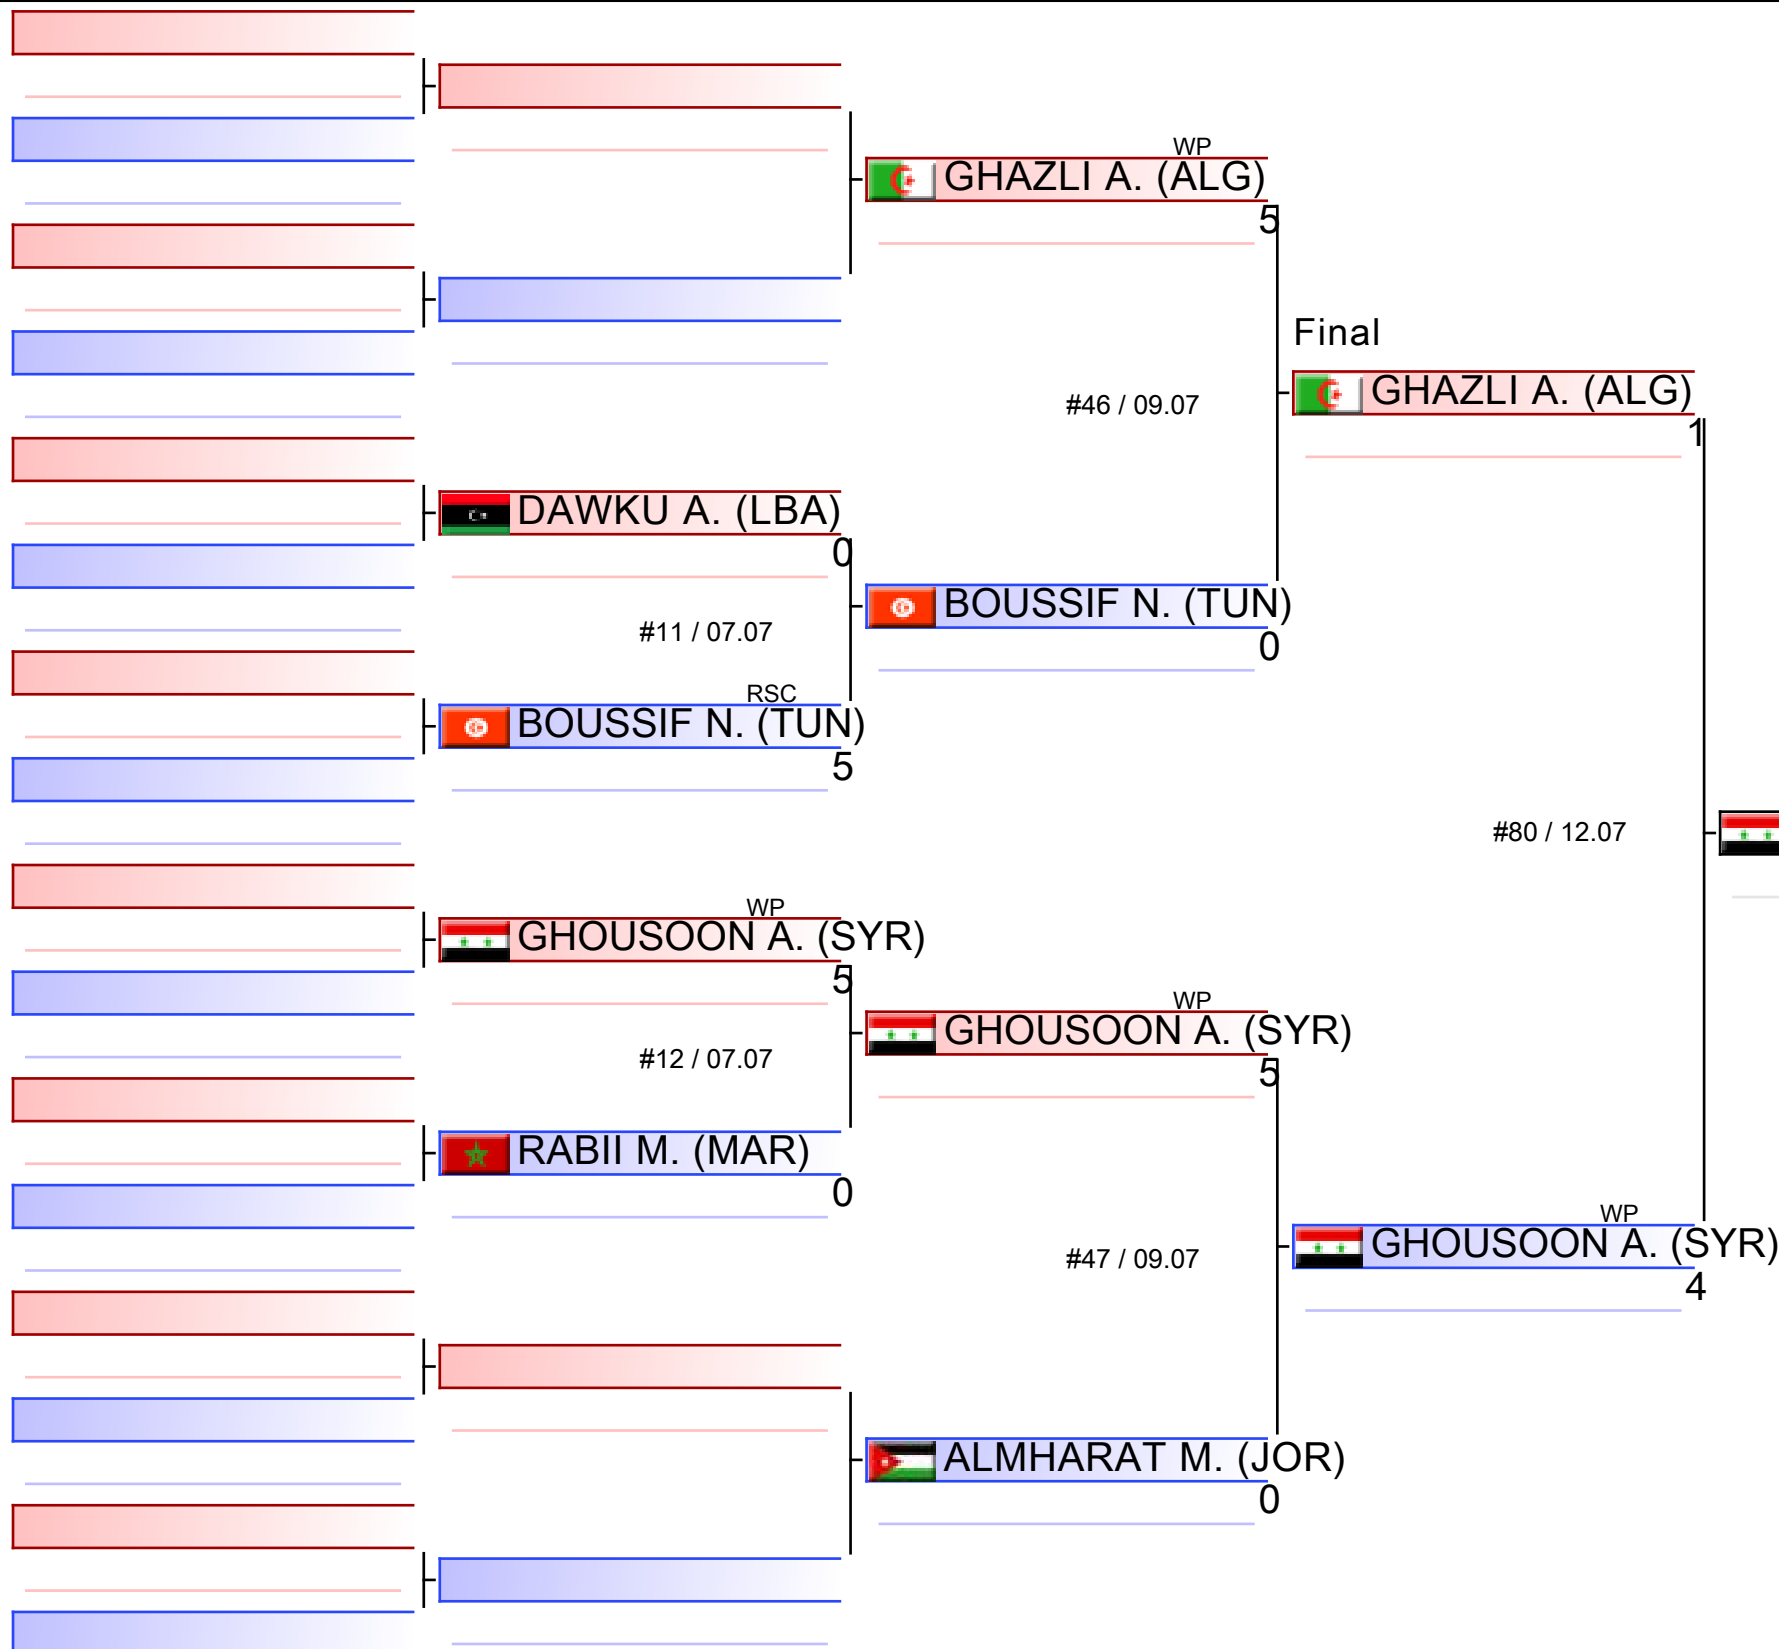 WP
GHAZLI A. (ALG)
5
Final
GHAZLI A. (ALG)
1
#46 / 09.07
DAWKU A. (LBA)
0
BOUSSIF N. (TUN)
0
#11 / 07.07
RSC
BOUSSIF N. (TUN)
5
#80 / 12.07
WP
GHOUSOON A. (SYR)
5
WP
GHOUSOON A. (SYR)
5
#12 / 07.07
RABII M. (MAR)
0
WP
GHOUSOON A. (SYR)
4
#47 / 09.07
ALMHARAT M. (JOR)
0